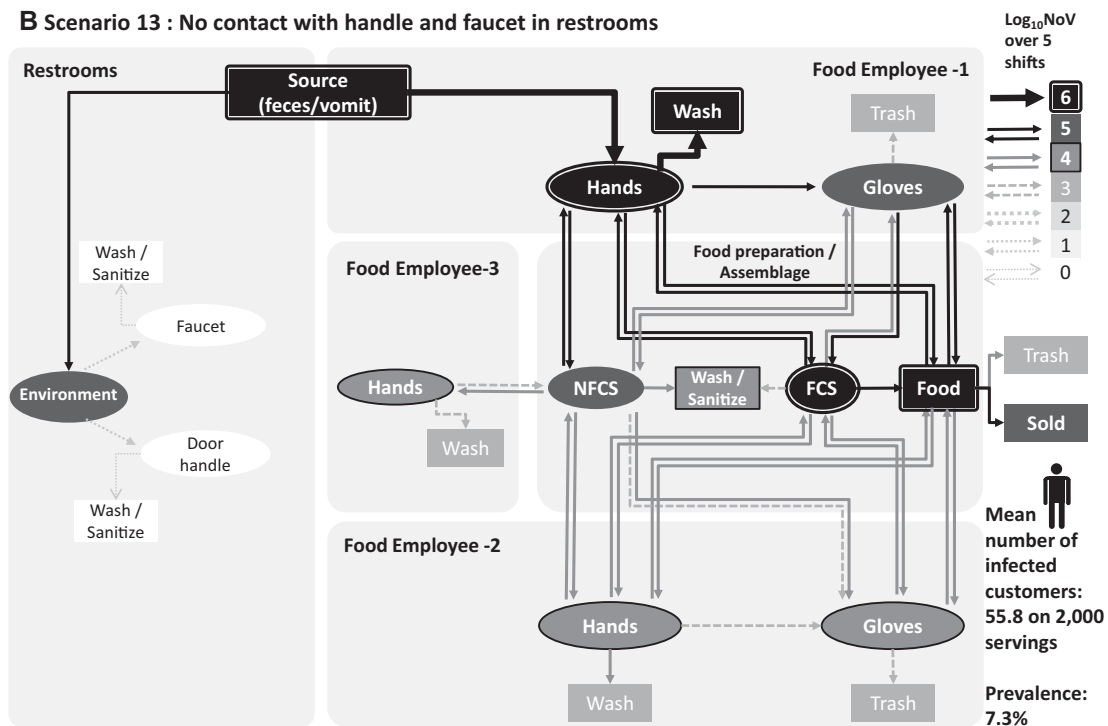 B Scenario 13 : No contact with handle and faucet in restrooms
Log10NoV
over 5
shifts
Restrooms
Source
(feces/vomit)
Food Employee -1
Wash
Trash
6
5
4
3
2
1
0
Hands
Gloves
Wash /
Sanitize
Faucet
Environment
Door
handle
Wash /
Sanitize
Food Employee-3
Food preparation /
Assemblage
Hands
Wash
NFCS
Wash /
Sanitize
FCS
Food
Trash
Sold
Food Employee -2
Hands
Gloves
Wash
Trash
Mean
number of
infected
customers:
55.8 on 2,000
servings
Prevalence:
7.3%